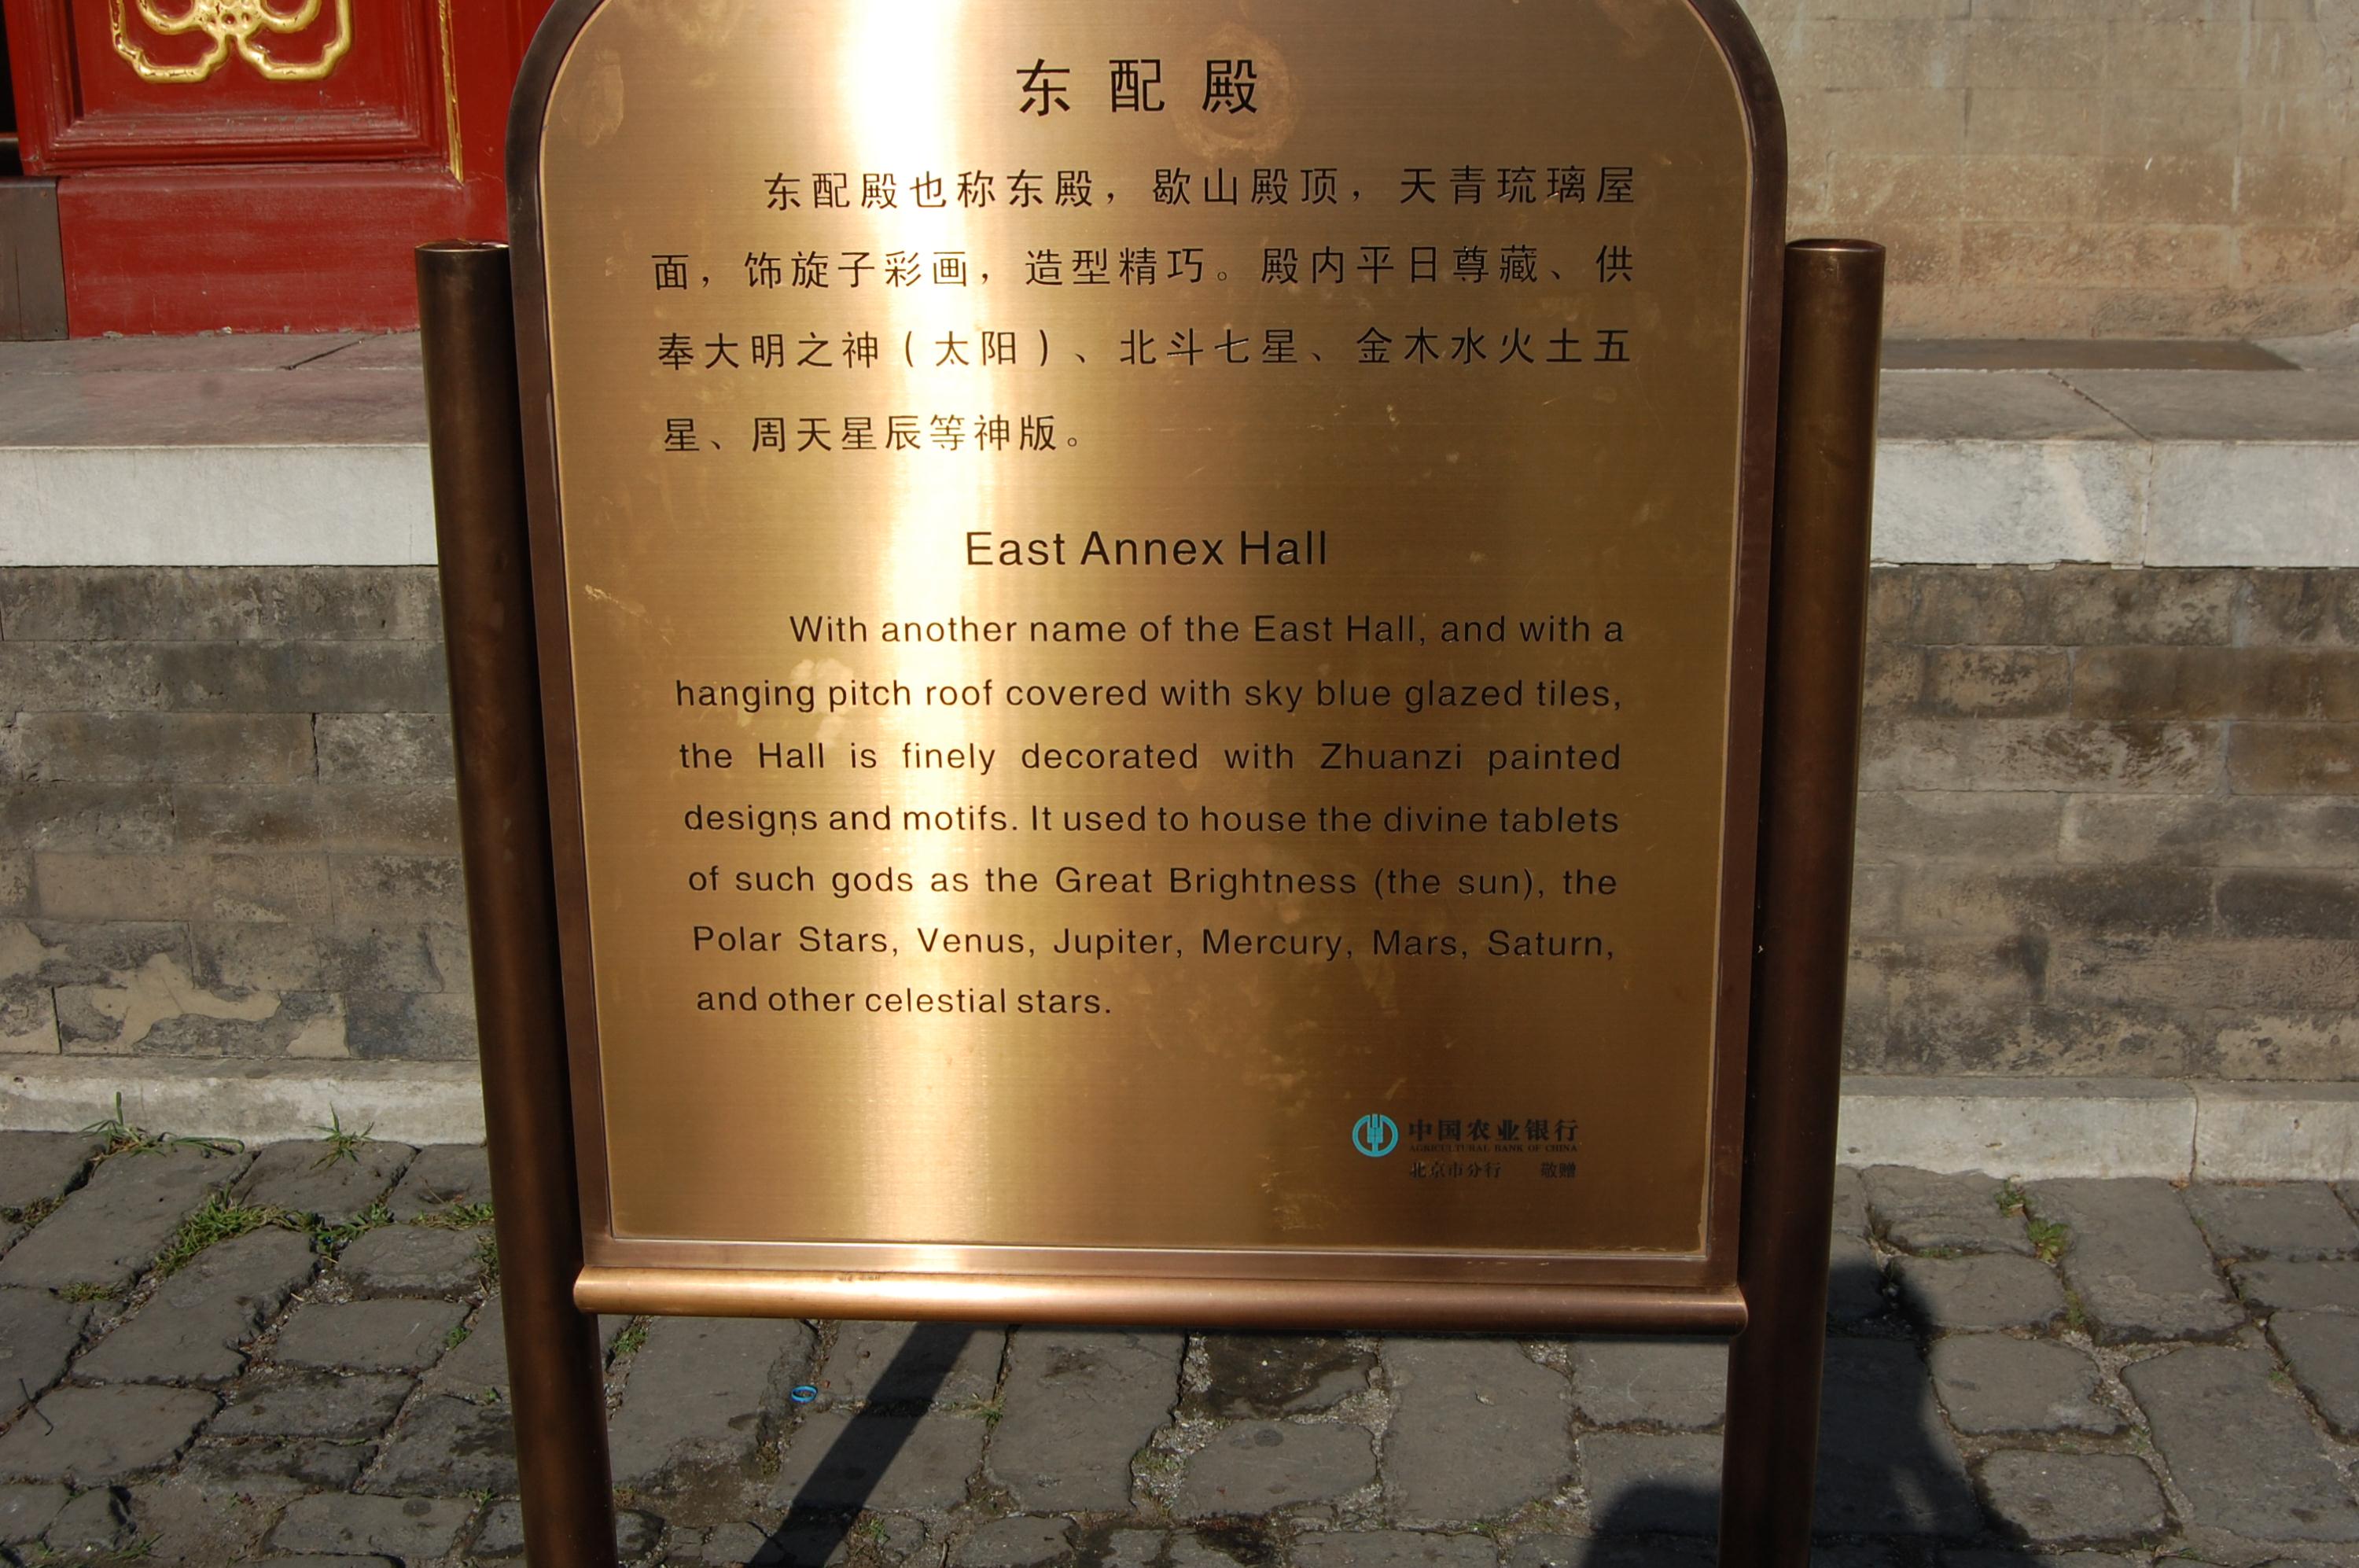 东配殿
东配殿也称东殿，歇山殿顶，天青琉璃屋
面，饰旋子彩画，造型精巧。殿内平日尊藏、供
奉大明之神(太阳)、北斗七星、金木水火土五
星、周天星辰等神版。
East Annex Hall
With another name of the East Hall, and with a
hanging pitch roof covered with sky blue glazed tiles,
the Hall is finely decorated with Zhuanzi painted
designs and motifs. It used to house the divine tablets
of such gods as the Great Brightness (the sun), the
Polar Stars, Venus, Jupiter, Mercury, Mars, Saturn,
and other celestial stars.
中国农业银行
AGRICULTURAL BANK OF CHINA
北京市分行 敬赠